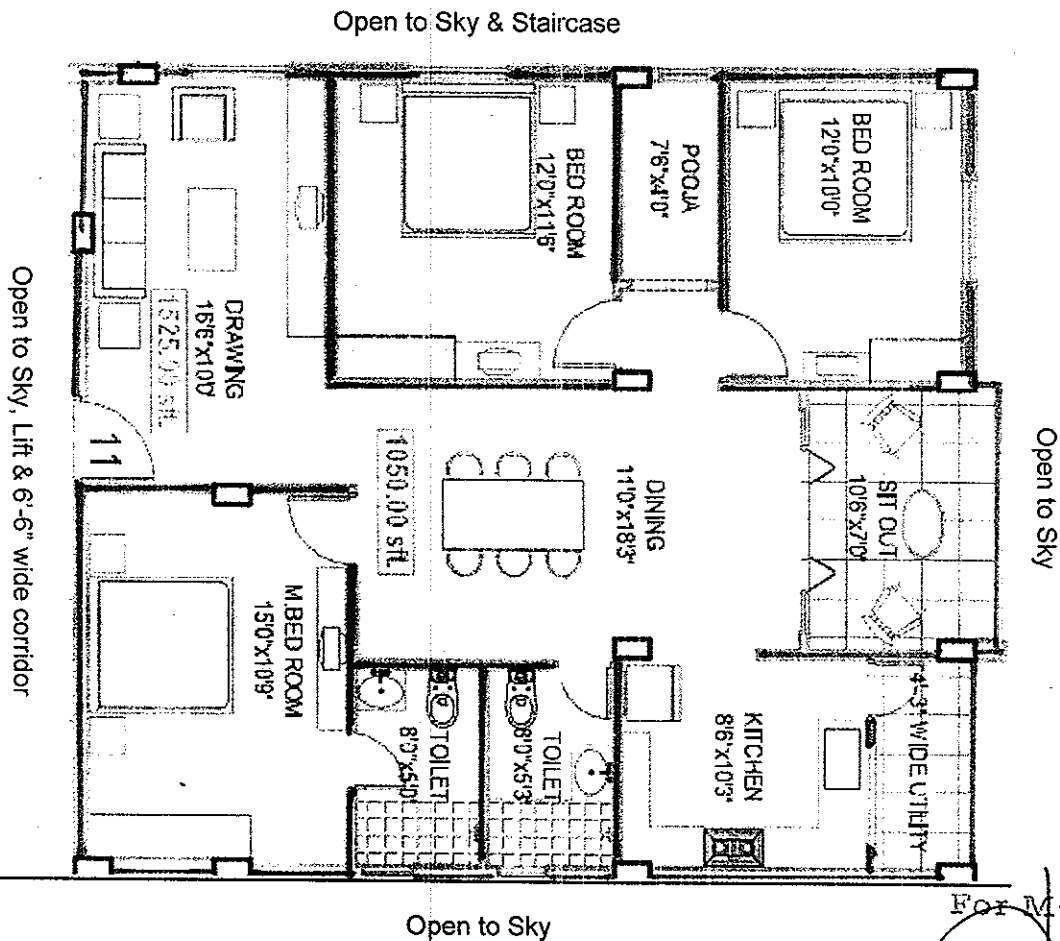 Open to Sky & Staircase
BED ROOM
12'0"x10'0"
POOJA
7'6"x4'0"
BED ROOM
12'0"x11'6"
DRAWING
16'6"x10'0"
1525.00 sft.
11
1050.00 sft.
DINING
11'0"x18'3"
SIT OUT
10'6"x7'0"
M.BED ROOM
15'0"x10'9"
TOILET
8'0"x5'0"
TOILET
8'0"x5'3"
KITCHEN
8'6"x10'3"
4'-3" WIDE UTILITY
Open to Sky
Open to Sky, Lift & 6'-6" wide corridor
Open to Sky
For